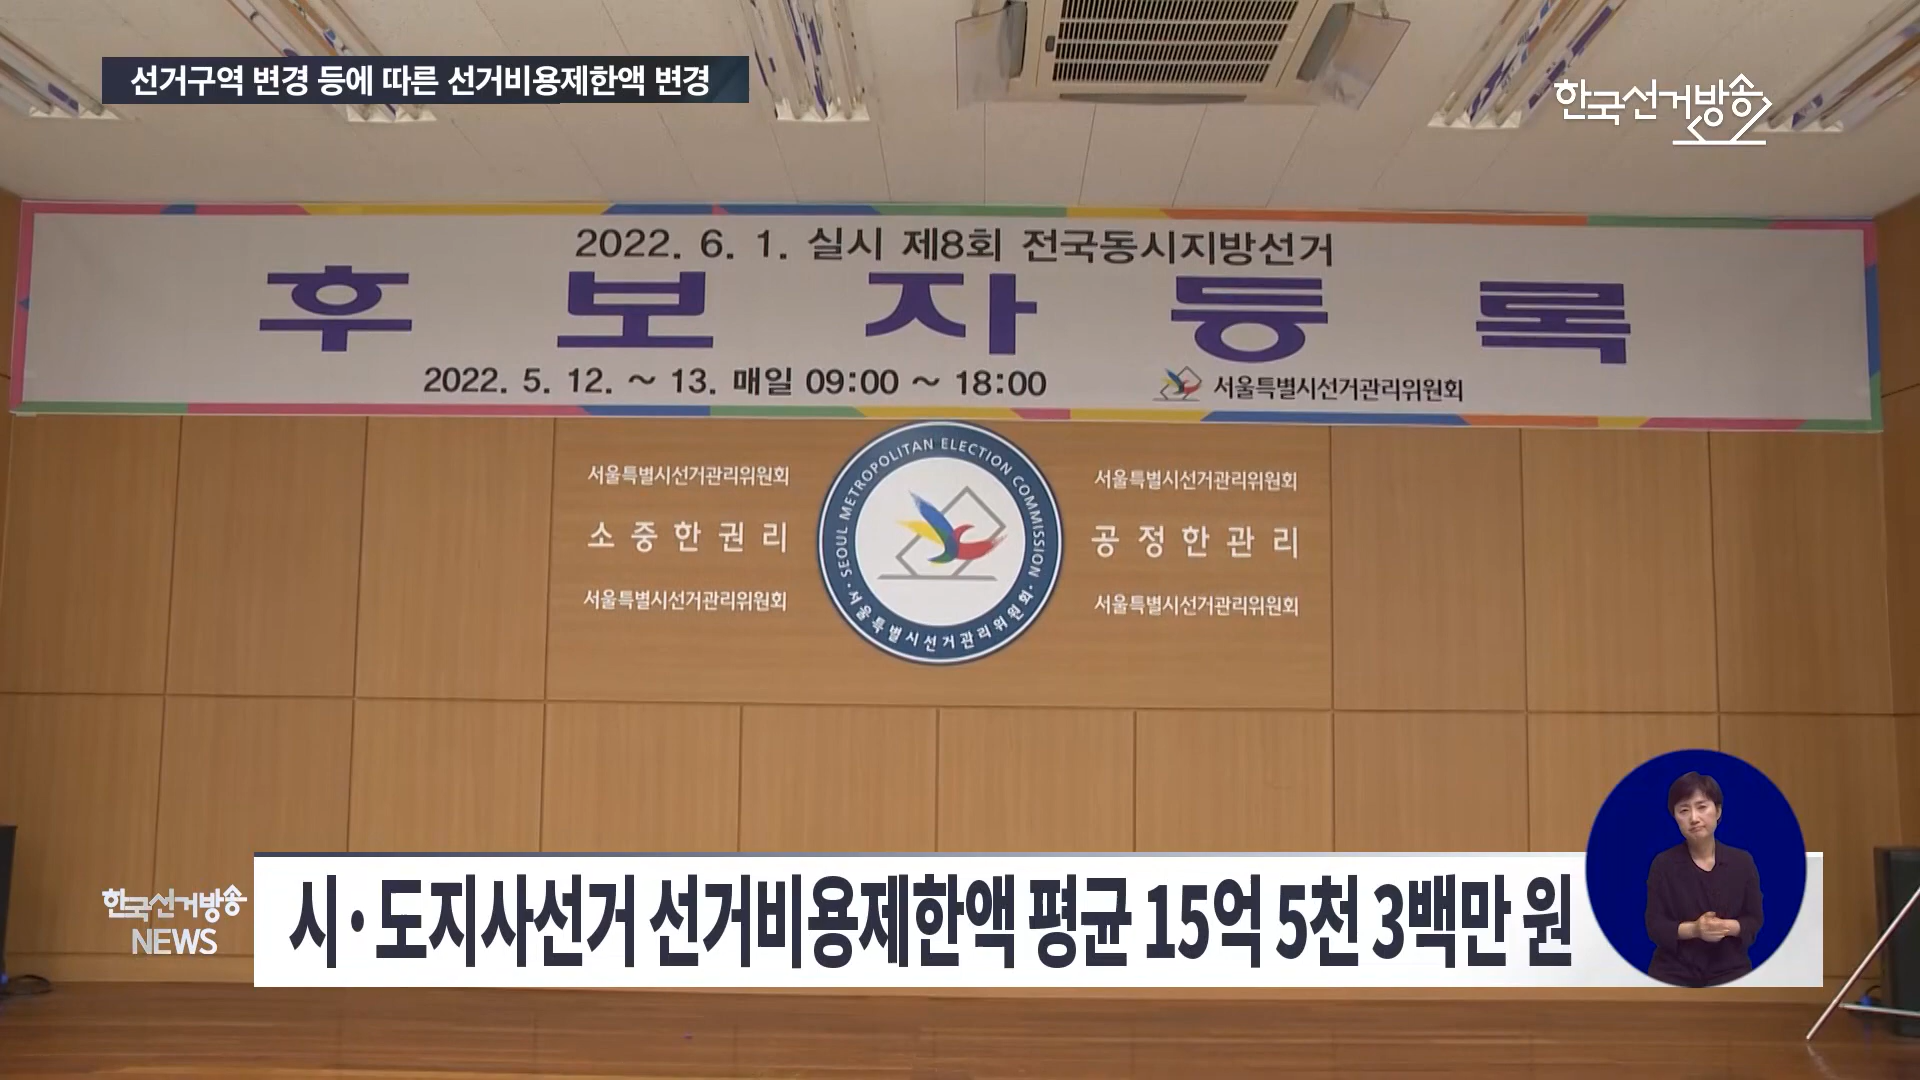 선거구역 변경 등에 따른 선거비용제한액 변경
한국선거방송
2022. 6. 1. 실시 제8회 전국동시지방선거
후보자등록
2022. 5. 12. ~ 13. 매일 09:00 ~ 18:00
서울특별시선거관리위원회
서울특별시선거관리위원회
소중한권리
서울특별시선거관리위원회
SEOUL METROPOLITAN ELECTION COMMISSION
서울특별시선거관리위원회
서울특별시선거관리위원회
공정한관리
서울특별시선거관리위원회
한국선거방송
NEWS
시·도지사선거 선거비용제한액 평균 15억 5천 3백만 원